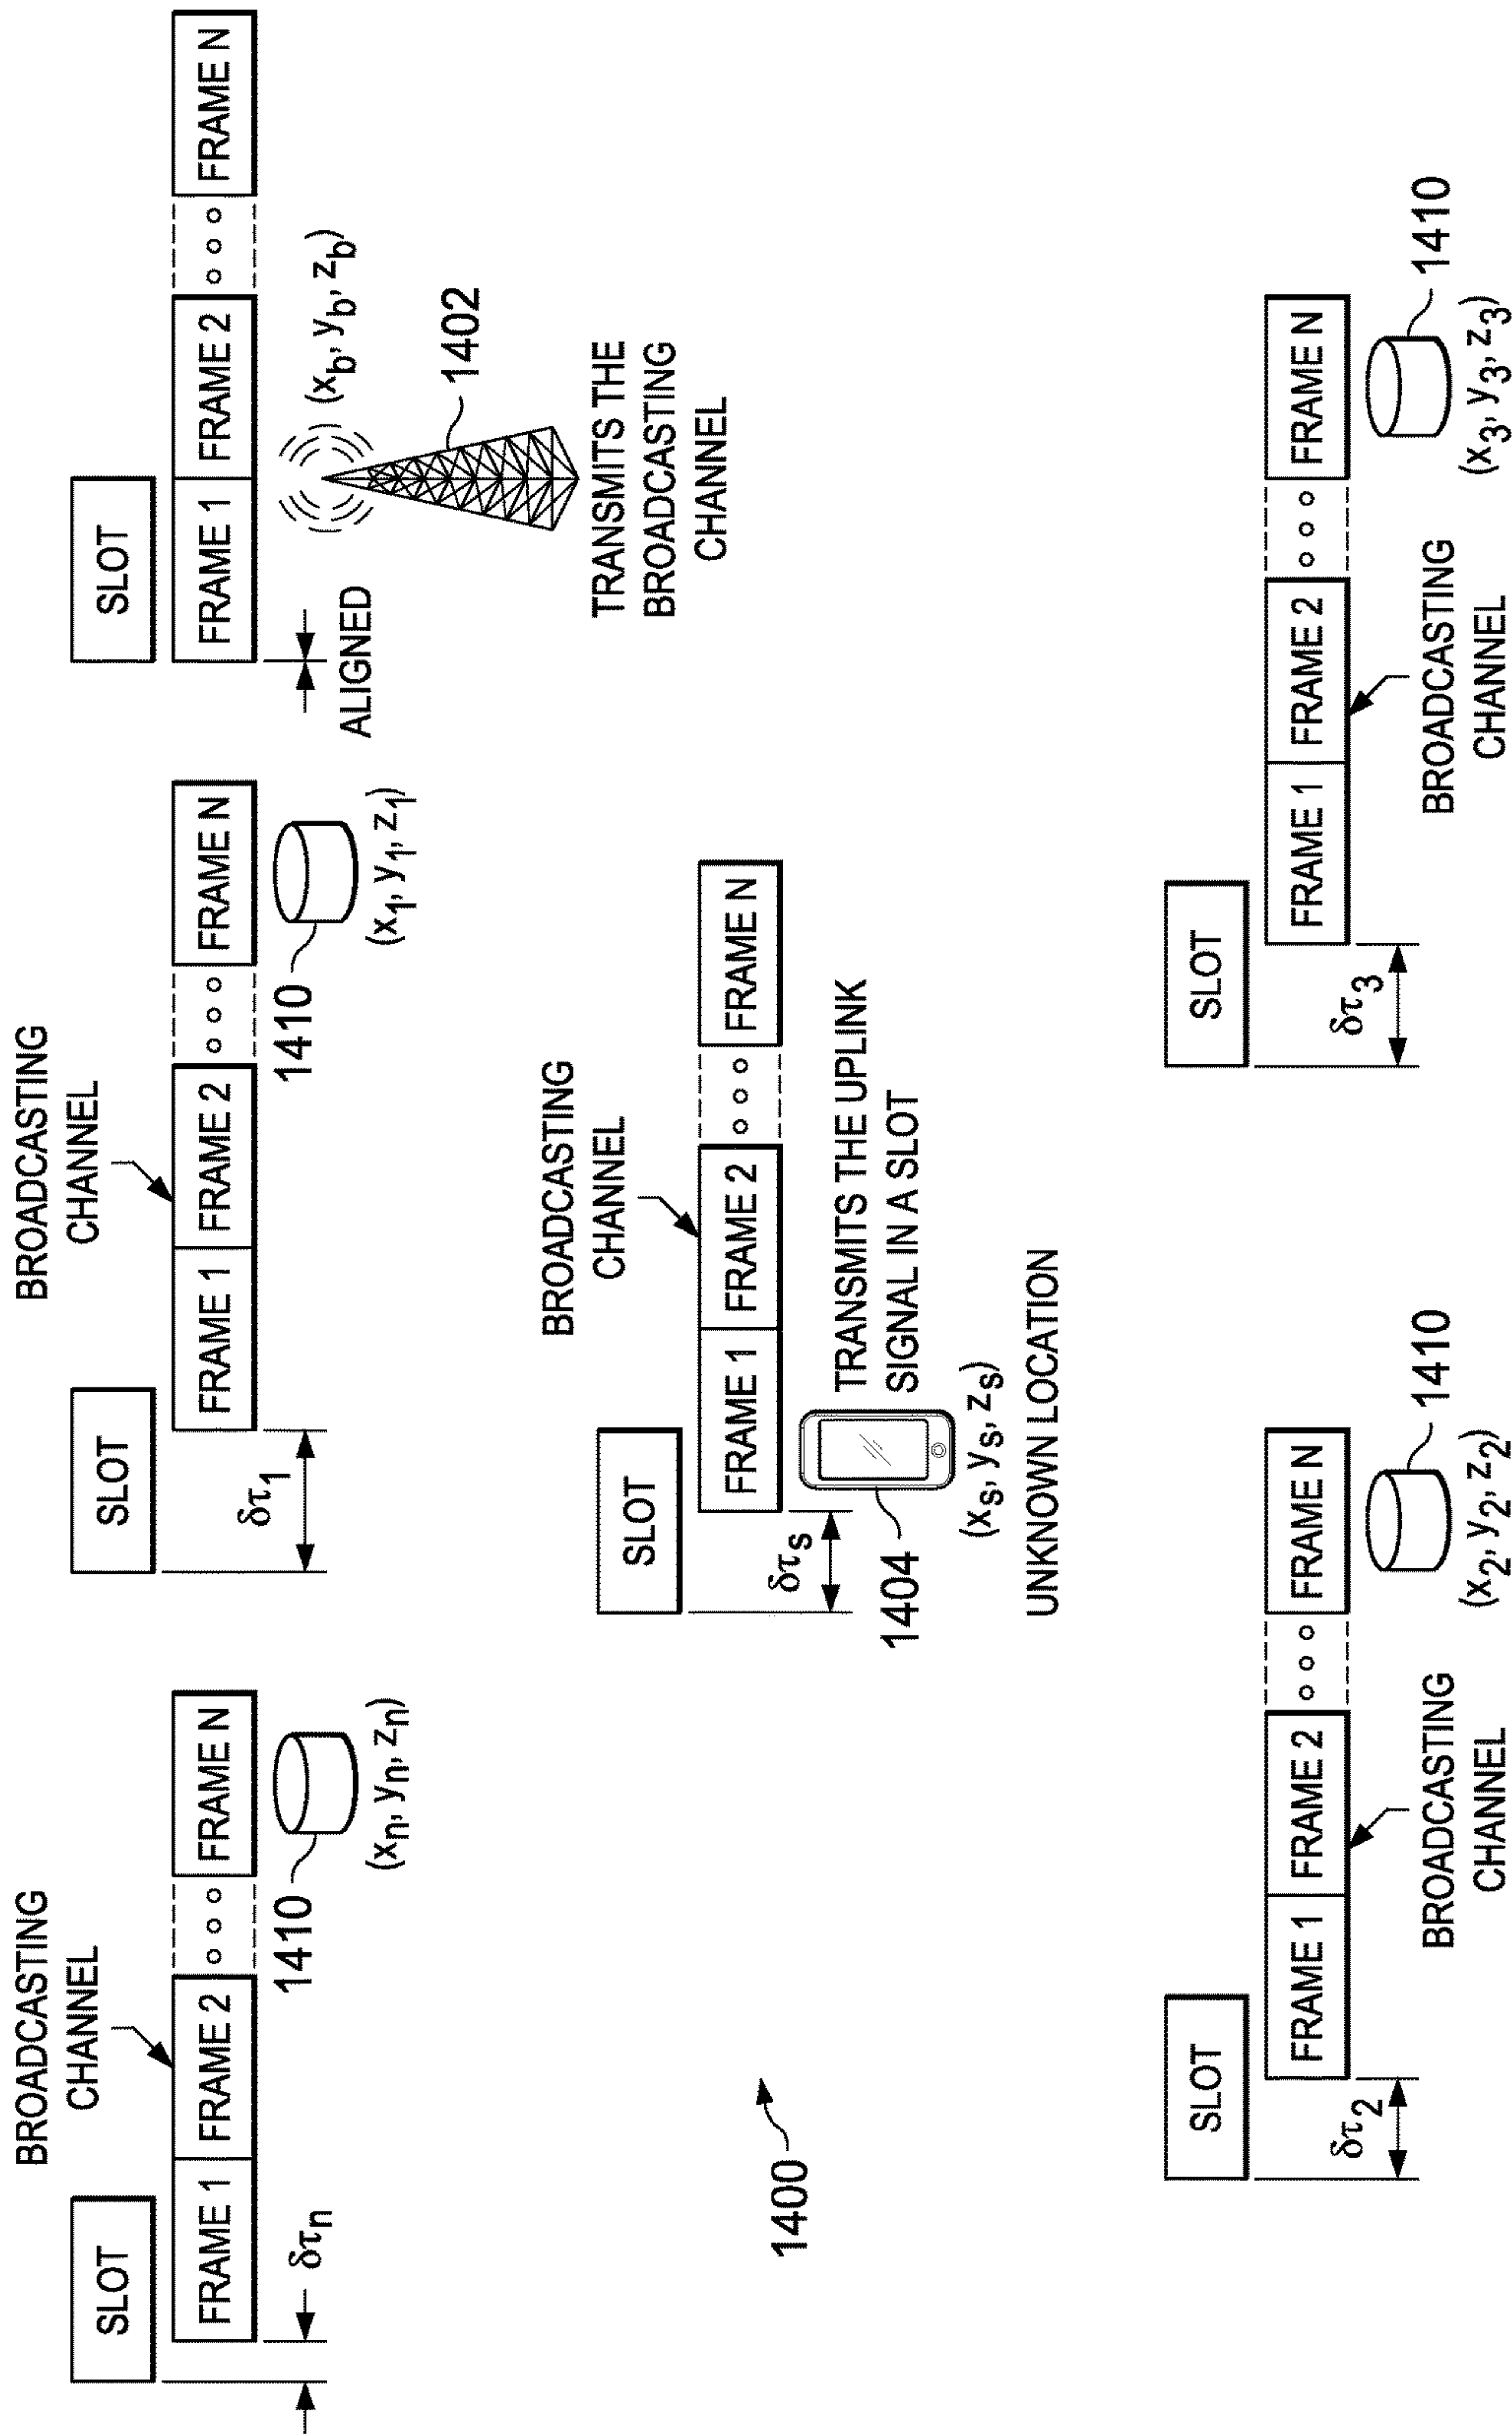 BROADCASTING
CHANNEL
SLOT
FRAME 1 FRAME 2 FRAME N
δτn
1410
(xn, yn, zn)
BROADCASTING
CHANNEL
SLOT
FRAME 1 FRAME 2 FRAME N
δτ1
1410
(x1, y1, z1)
SLOT
FRAME 1 FRAME 2 FRAME N
ALIGNED
(xb, yb, zb)
1402
TRANSMITS THE
BROADCASTING
CHANNEL
1400
BROADCASTING
CHANNEL
SLOT
FRAME 1 FRAME 2 FRAME N
δτs
1404
TRANSMITS THE UPLINK
SIGNAL IN A SLOT
(xs, ys, zs)
UNKNOWN LOCATION
SLOT
FRAME 1 FRAME 2 FRAME N
δτ2
BROADCASTING
CHANNEL
1410
(x2, y2, z2)
SLOT
FRAME 1 FRAME 2 FRAME N
δτ3
BROADCASTING
CHANNEL
1410
(x3, y3, z3)